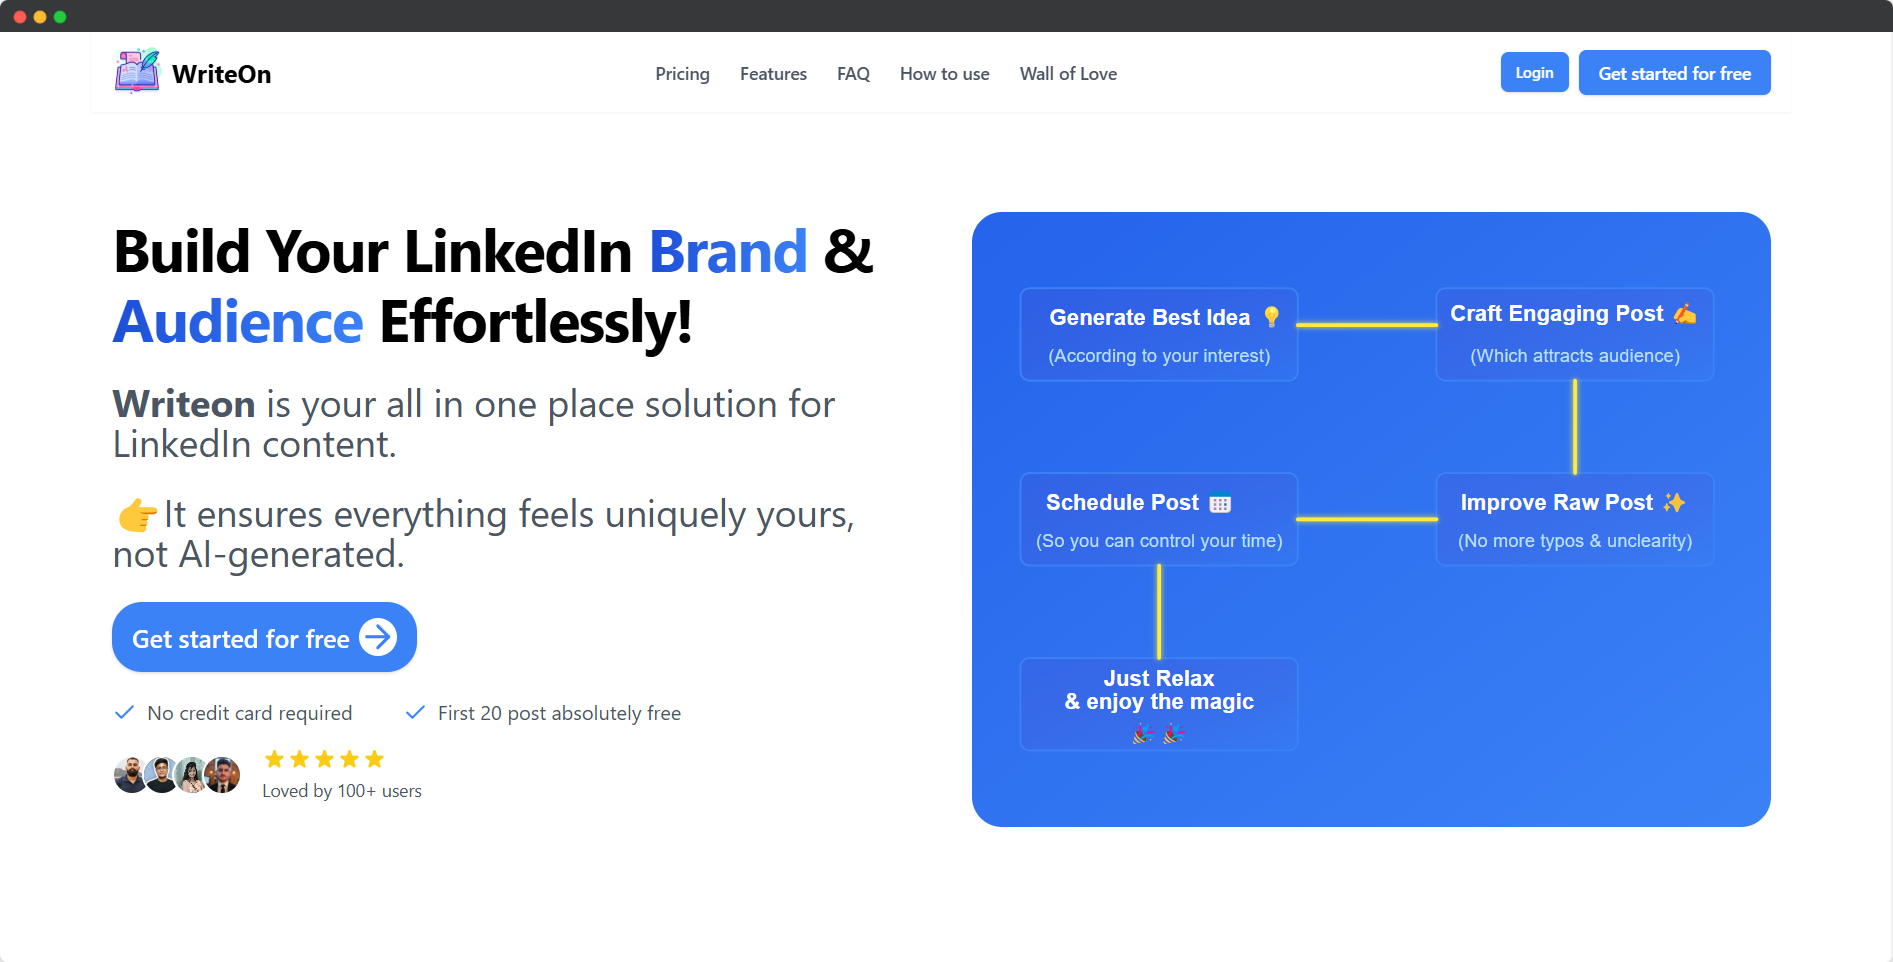 WriteOn
Pricing
Features
FAQ
How to use
Wall of Love
Login
Get started for free
Build Your LinkedIn Brand &
Audience Effortlessly!
Writeon is your all in one place solution for
LinkedIn content.
👉It ensures everything feels uniquely yours,
not AI-generated.
Get started for free
No credit card required
First 20 post absolutely free
Loved by 100+ users
Generate Best Idea 💡
(According to your interest)
Craft Engaging Post ✍️
(Which attracts audience)
Schedule Post 📅
(So you can control your time)
Improve Raw Post ✨
(No more typos & unclearity)
Just Relax
& enjoy the magic
🎉 🎉